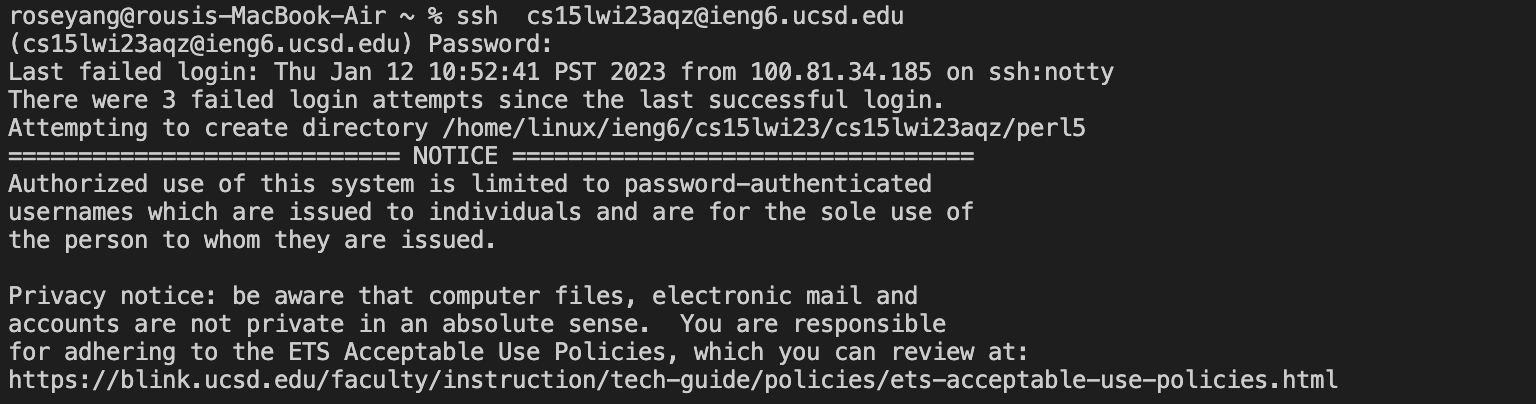 roseyang@rousis-MacBook-Air ~ % ssh  cs15lwi23aqz@ieng6.ucsd.edu
(cs15lwi23aqz@ieng6.ucsd.edu) Password:
Last failed login: Thu Jan 12 10:52:41 PST 2023 from 100.81.34.185 on ssh:notty
There were 3 failed login attempts since the last successful login.
Attempting to create directory /home/linux/ieng6/cs15lwi23/cs15lwi23aqz/perl5
============================ NOTICE =================================
Authorized use of this system is limited to password-authenticated
usernames which are issued to individuals and are for the sole use of
the person to whom they are issued.

Privacy notice: be aware that computer files, electronic mail and
accounts are not private in an absolute sense.  You are responsible
for adhering to the ETS Acceptable Use Policies, which you can review at:
https://blink.ucsd.edu/faculty/instruction/tech-guide/policies/ets-acceptable-use-policies.html